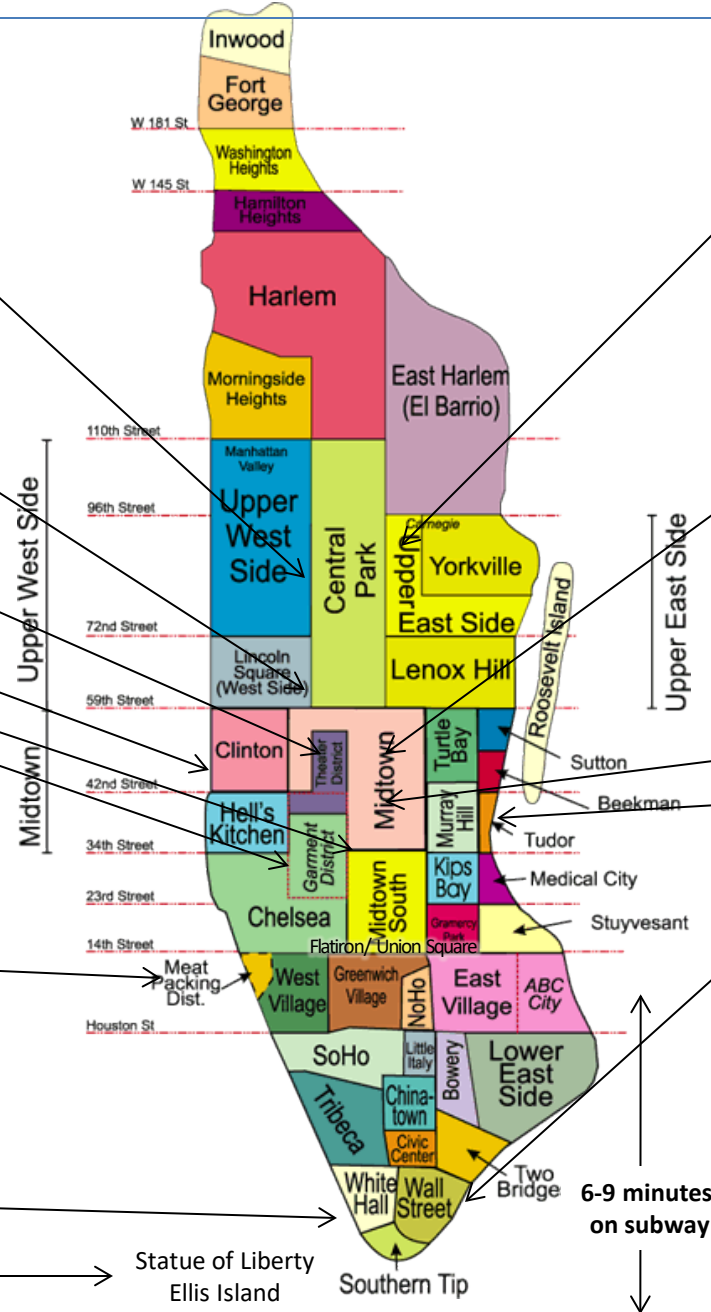 Inwood
Fort
George
W 181 St
Washington
Heights
W 145 St
Hamilton
Heights
Harlem
Morningside
Heights
East Harlem
(El Barrio)
110th Street
Manhattan
Valley
Upper
West
Side
Central
Park
96th Street
Carnegie
Upper
East Side
Yorkville
Upper West Side
Upper East Side
Roosevelt Island
72nd Street
Lincoln
Square
(West Side)
Lenox Hill
59th Street
Midtown
Clinton
Theater
District
Midtown
Turtle
Bay
Sutton
42nd Street
Hell's
Kitchen
Murray
Hill
Beekman
Tudor
34th Street
Garment
District
Midtown
South
Kips
Bay
Medical City
23rd Street
Chelsea
Gramercy
Park
Stuyvesant
14th Street
Flatiron/ Union Square
Meat
Packing
Dist.
West
Village
Greenwich
Village
NoHo
East
Village
ABC
City
Houston St
SoHo
Little
Italy
Bowery
Lower
East
Side
Tribeca
China-
town
Civic
Center
Two
Bridge
White
Hall
Wall
Street
6-9 minutes
on subway
Statue of Liberty
Ellis Island
Southern Tip